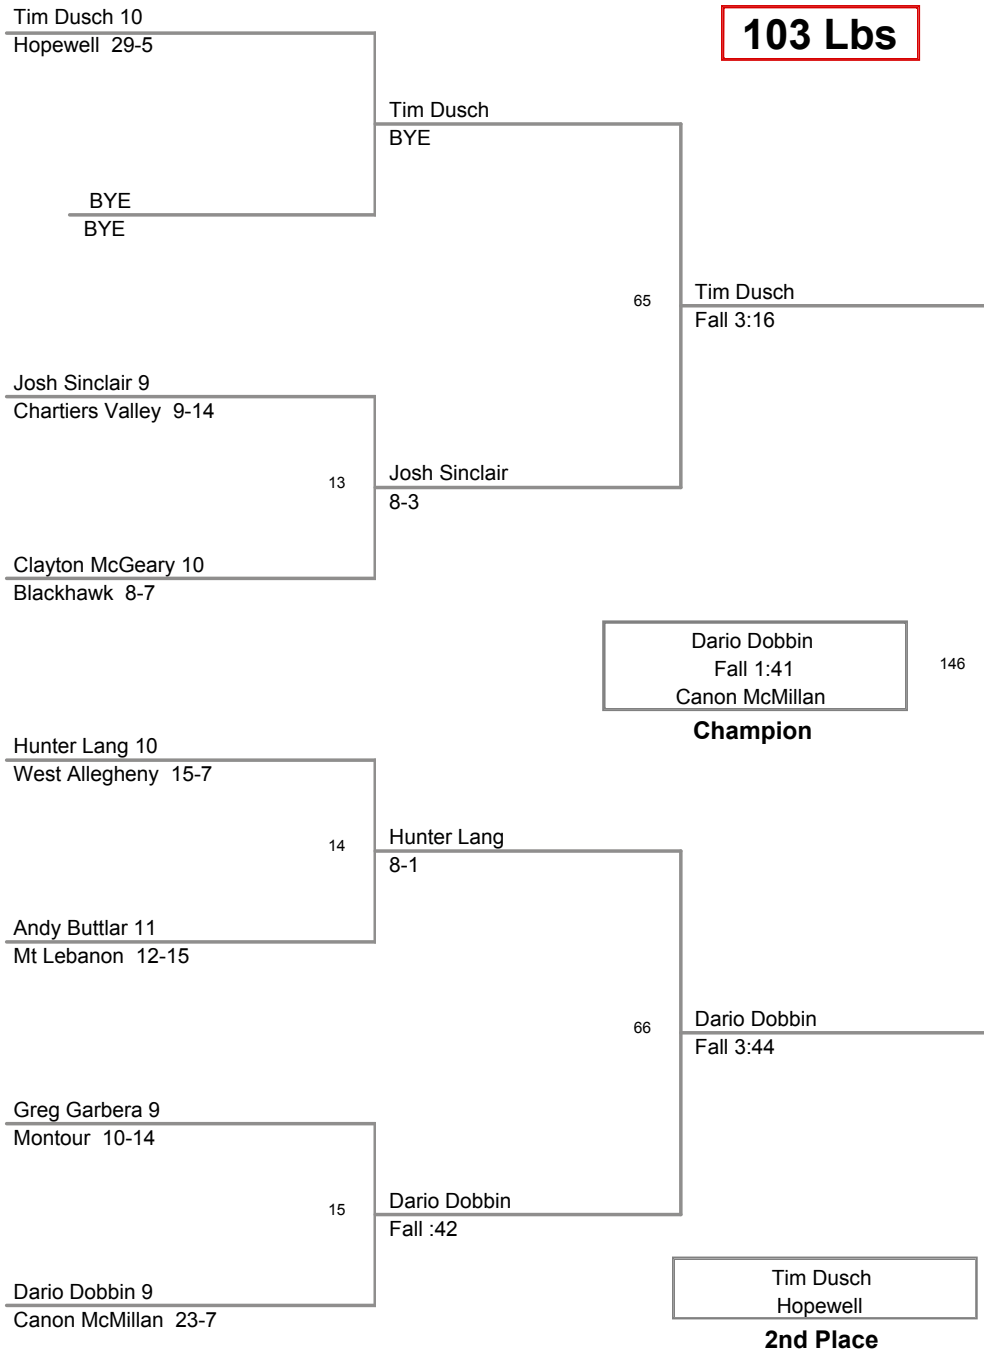 Tim Dusch 10
Hopewell 29-5
103 Lbs
Tim Dusch
BYE
BYE
BYE
65
Tim Dusch
Fall 3:16
Josh Sinclair 9
Chartiers Valley 9-14
13
Josh Sinclair
8-3
Clayton McGeary 10
Blackhawk 8-7
Dario Dobbin
Fall 1:41
Canon McMillan
146
Champion
Hunter Lang 10
West Allegheny 15-7
14
Hunter Lang
8-1
Andy Buttlar 11
Mt Lebanon 12-15
66
Dario Dobbin
Fall 3:44
Greg Garbera 9
Montour 10-14
15
Dario Dobbin
Fall :42
Dario Dobbin 9
Canon McMillan 23-7
Tim Dusch
Hopewell
2nd Place